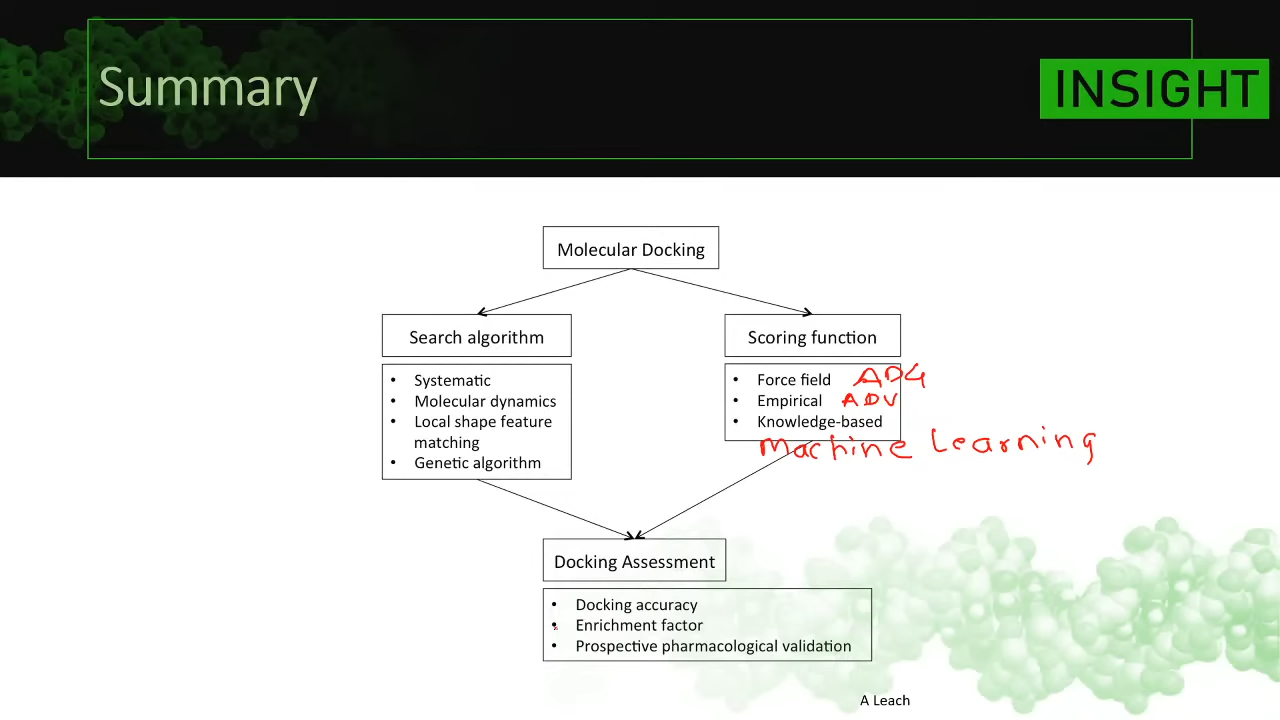 Summary
INSIGHT
Molecular Docking
Search algorithm
• Systematic
• Molecular dynamics
• Local shape feature
matching
• Genetic algorithm
Scoring function
• Force field AD4
• Empirical ADV
• Knowledge-based
Machine Learning
Docking Assessment
• Docking accuracy
• Enrichment factor
• Prospective pharmacological validation
A Leach